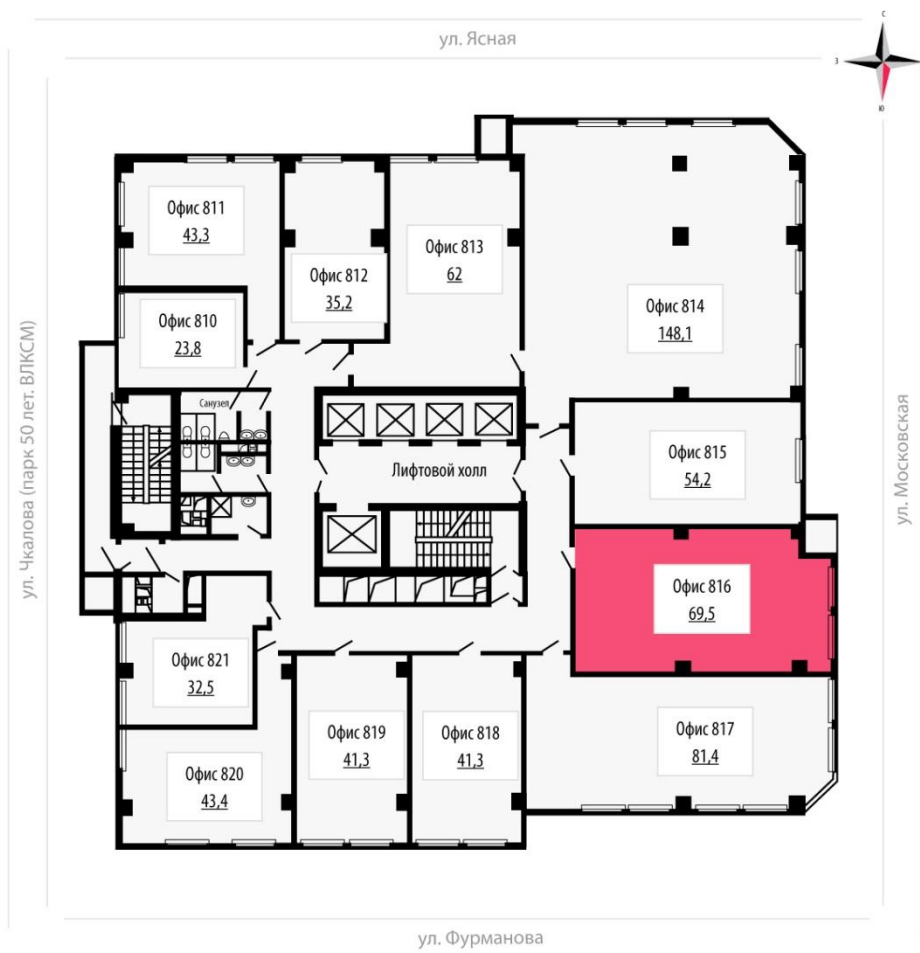 ул. Ясная
С
З
Ю
Офис 811
43,3
Офис 812
35,2
Офис 813
62
Офис 814
148,1
Офис 810
23,8
Санузел
Лифтовой холл
Офис 815
54,2
Офис 816
69,5
Офис 821
32,5
Офис 820
43,4
Офис 819
41,3
Офис 818
41,3
Офис 817
81,4
ул. Чкалова (парк 50 лет. ВЛКСМ)
ул. Московская
ул. Фурманова